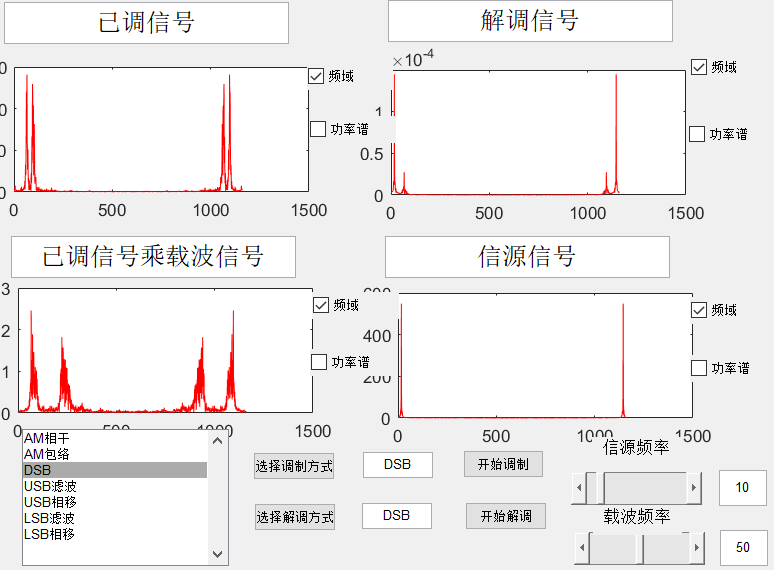 已调信号
解调信号
频域
功率谱
0
0
0
0
500
1000
1500
×10-4
频域
功率谱
1
0.5
0
0
500
1000
1500
已调信号乘载波信号
信源信号
频域
功率谱
3
2
1
0
0
500
1000
1500
频域
功率谱
600
400
200
0
0
500
1000
1500
AM相干
AM包络
DSB
USB滤波
USB相移
LSB滤波
LSB相移
选择调制方式
DSB
开始调制
选择解调方式
DSB
开始解调
信源频率
10
载波频率
50